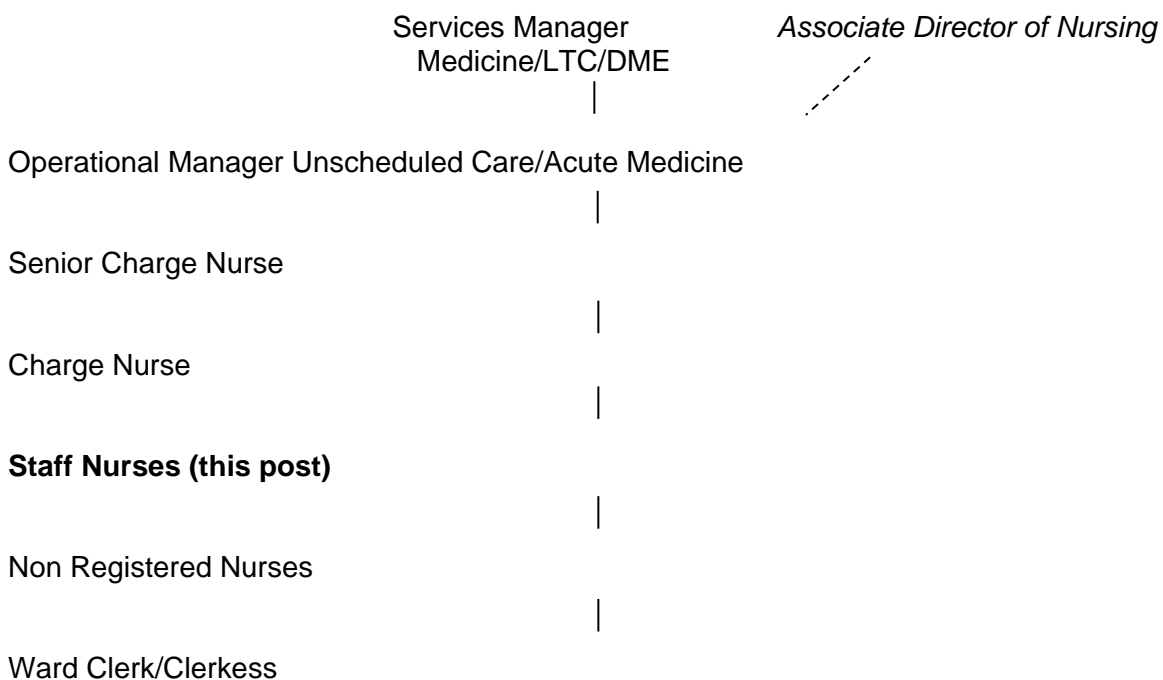 Services Manager Associate Director of Nursing
Medicine/LTC/DME
Operational Manager Unscheduled Care/Acute Medicine
Senior Charge Nurse
Charge Nurse
Staff Nurses (this post)
Non Registered Nurses
Ward Clerk/Clerkess